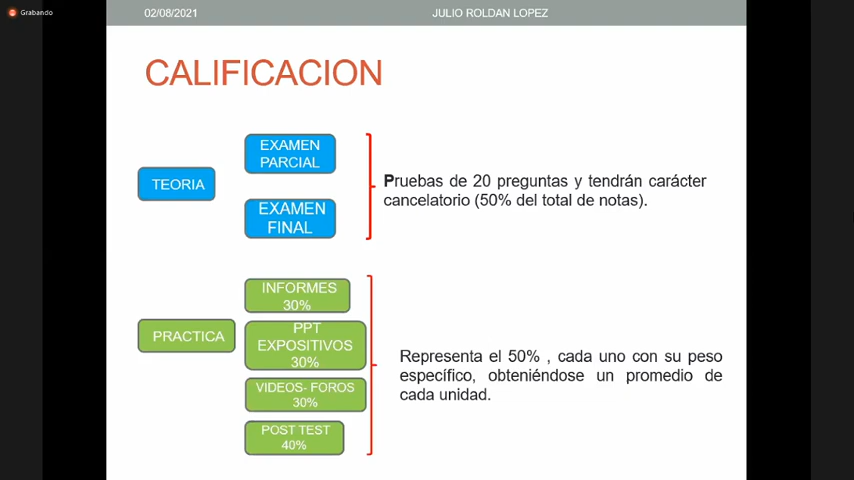 Grabando
02/08/2021
JULIO ROLDAN LOPEZ
CALIFICACION
TEORIA
EXAMEN
PARCIAL
EXAMEN
FINAL
Pruebas de 20 preguntas y tendrán carácter
cancelatorio (50% del total de notas).
PRACTICA
INFORMES
30%
PPT
EXPOSITIVOS
30%
VIDEOS- FOROS
30%
POST TEST
40%
Representa el 50% , cada uno con su peso
específico, obteniéndose un promedio de
cada unidad.